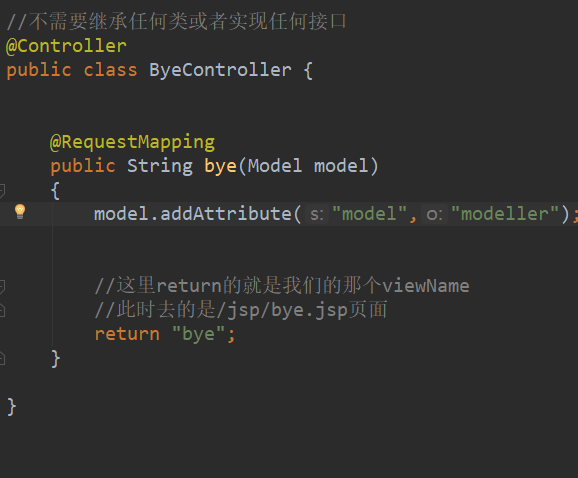 //不需要继承任何类或者实现任何接口
@Controller
public class ByeController {
@RequestMapping
public String bye(Model model)
{
model.addAttribute( s: "model", o: "modeller");
//这里return的就是我们的那个viewName
//此时去的是/jsp/bye.jsp页面
return "bye";
}
}